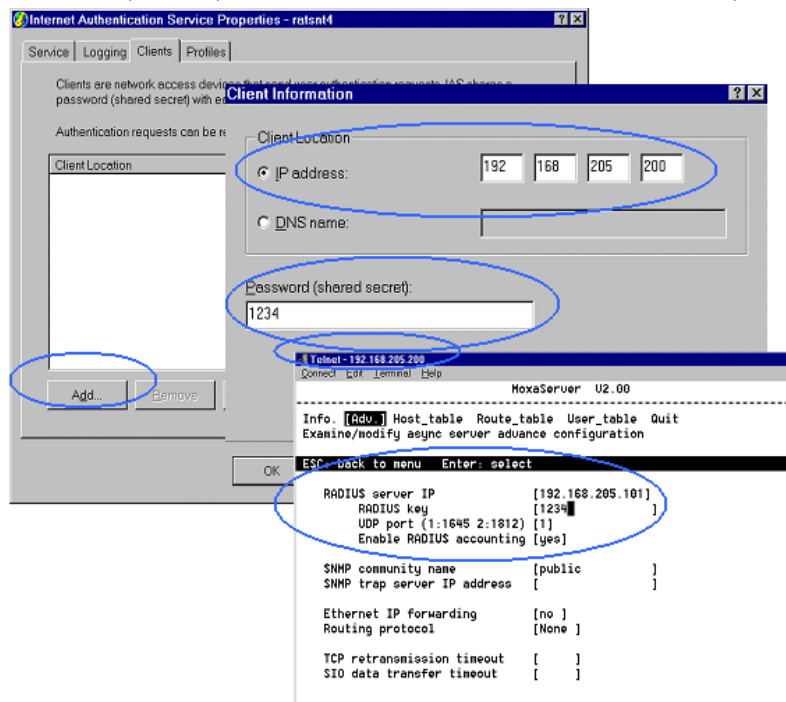 Internet Authentication Service Properties - ratsnt4
Service Logging Clients Profiles
Clients are network access devices that send user authentication requests. IAS shares a
password (shared secret) with e
Authentication requests can be re
Client Location
Add... Remove
Client Information
Client Location
IP address: 192 168 205 200
DNS name:
Password (shared secret):
1234
OK
Telnet - 192.168.205.200
Connect Edit Terminal Help
MoxaServer V2.00
Info. [Adv.] Host_table Route_table User_table Quit
Examine/modify async server advance configuration
ESC: back to menu Enter: select
RADIUS server IP [192.168.205.101]
RADIUS key [1234 ]
UDP port (1:1645 2:1812) [1]
Enable RADIUS accounting [yes]
SNMP community name [public ]
SNMP trap server IP address [ ]
Ethernet IP forwarding [no ]
Routing protocol [None ]
TCP retransmission timeout [ ]
SIO data transfer timeout [ ]